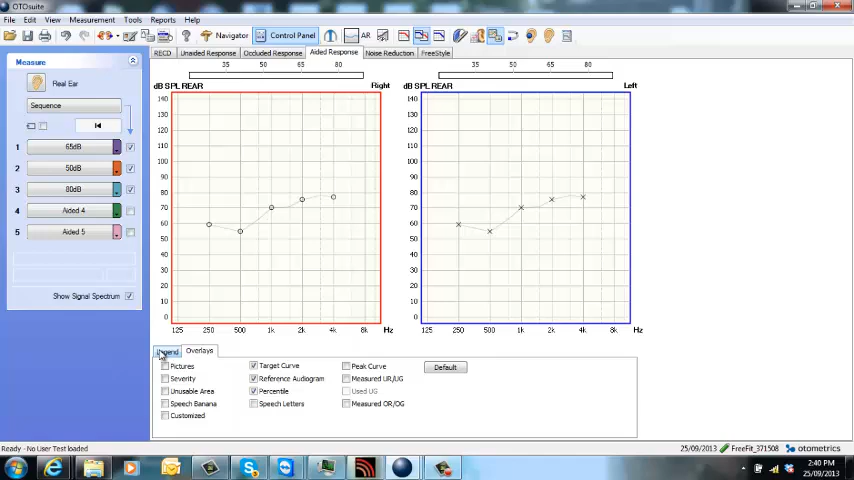 OTOsuite
File Edit Measurement Tools Reports Help
Navigator Control Panel AR
Measure
Real Ear
Sequence
1 65dB
2 50dB
3 80dB
4 Aided 4
5 Aided 5
Show Signal Spectrum
RECD Unaided Response Occluded Response Aided Response Noise Reduction FreeStyle
35 50 65 80
dB SPL REAR Right
140
130
120
110
100
90
80
70
60
50
40
30
20
10
0
125 250 500 1k 2k 4k Hz
35 50 65 80
dB SPL REAR Left
140
130
120
110
100
90
80
70
60
50
40
30
20
10
0
125 250 500 1k 2k 4k Hz
Legend Overlays
Pictures Target Curve Peak Curve Default
Severity Reference Audiogram Measured UR/UG
Unusable Area Percentile Used UG
Speech Banana Speech Letters Measured OR/OG
Customized
Ready - No User Test loaded 25/09/2013 FreeFit_371508 otometrics
2:40 PM
25/09/2013